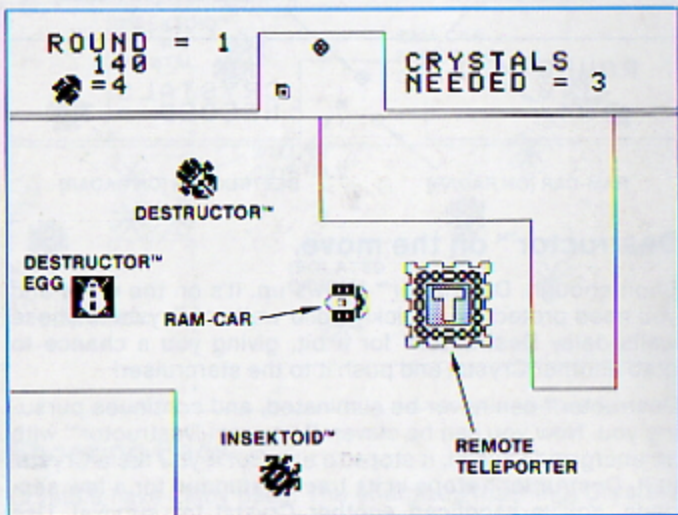 ROUND = 1
140
=4
CRYSTALS
NEEDED 3
DESTRUCTOR™
DESTRUCTOR™
EGG
RAM-CAR
T
INSEKTOID™
REMOTE
TELEPORTER